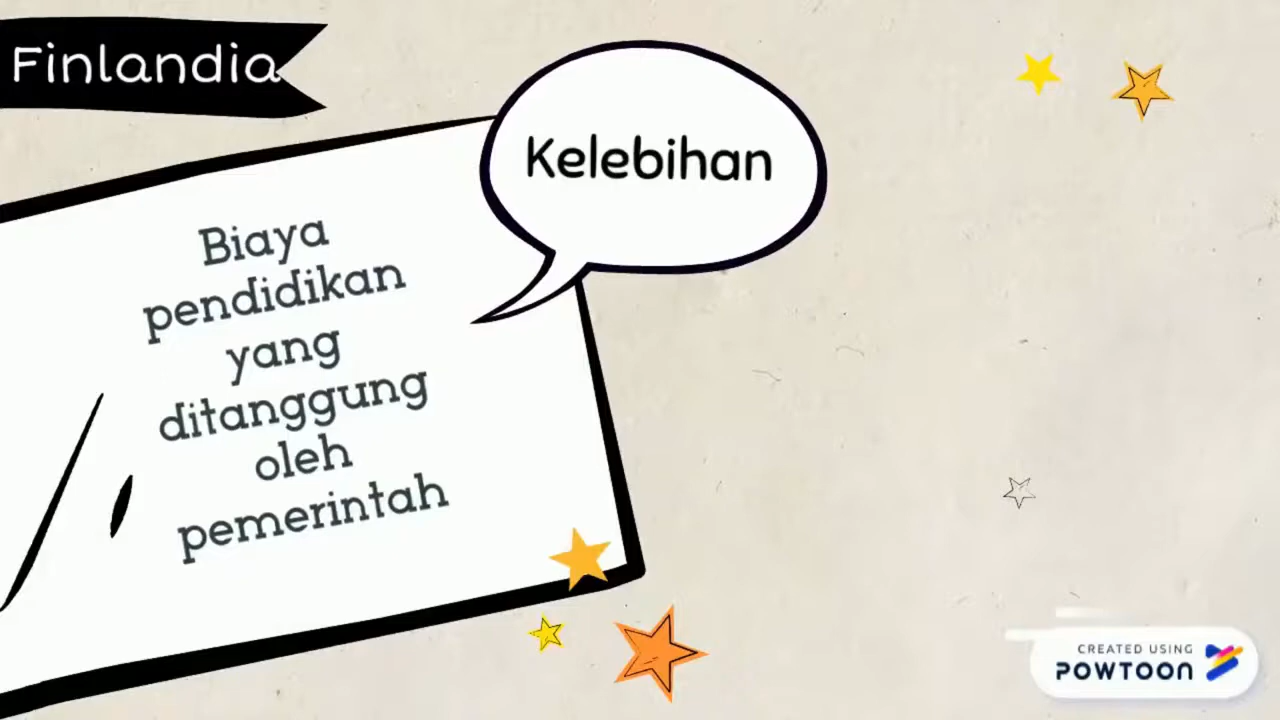 Finlandia
Kelebihan
Biaya
pendidikan
yang
ditanggung
oleh
pemerintah
CREATED USING
POWTOON